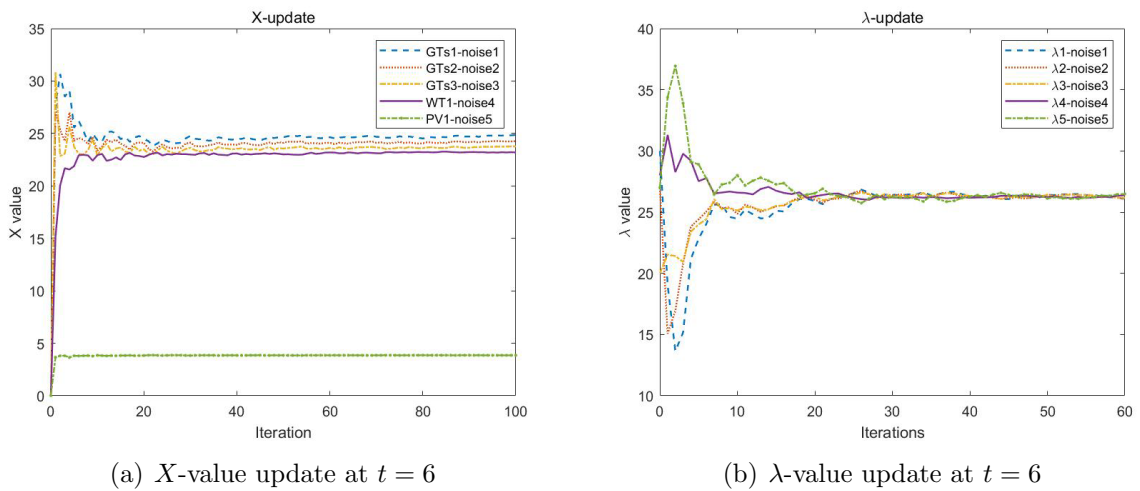 X-update
35
30
25
20
15
10
5
0
X value
0 20 40 60 80 100
Iteration
GTs1-noise1
GTs2-noise2
GTs3-noise3
WT1-noise4
PV1-noise5
(a) X-value update at t = 6
λ-update
40
35
30
25
20
15
10
λ value
0 10 20 30 40 50 60
Iterations
λ1-noise1
λ2-noise2
λ3-noise3
λ4-noise4
λ5-noise5
(b) λ-value update at t = 6